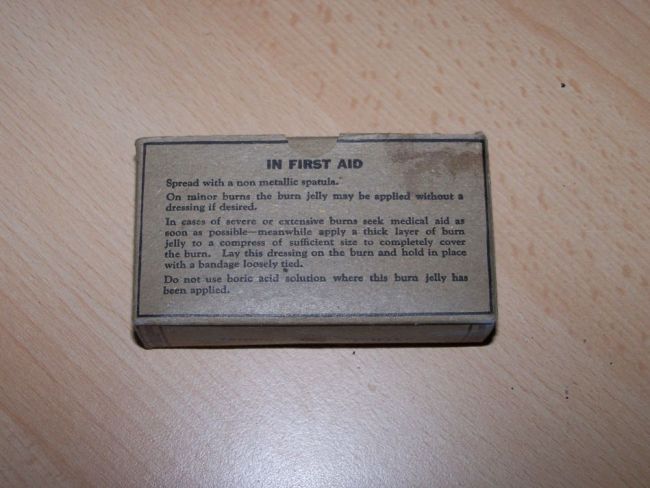 IN FIRST AID
Spread with a non metallic spatula.
On minor burns the burn jelly may be applied without a
dressing if desired.
In cases of severe or extensive burns seek medical aid as
soon as possible—meanwhile apply a thick layer of burn
jelly to a compress of sufficient size to completely cover
the burn. Lay this dressing on the burn and hold in place
with a bandage loosely tied.
Do not use boric acid solution where this burn jelly has
been applied.